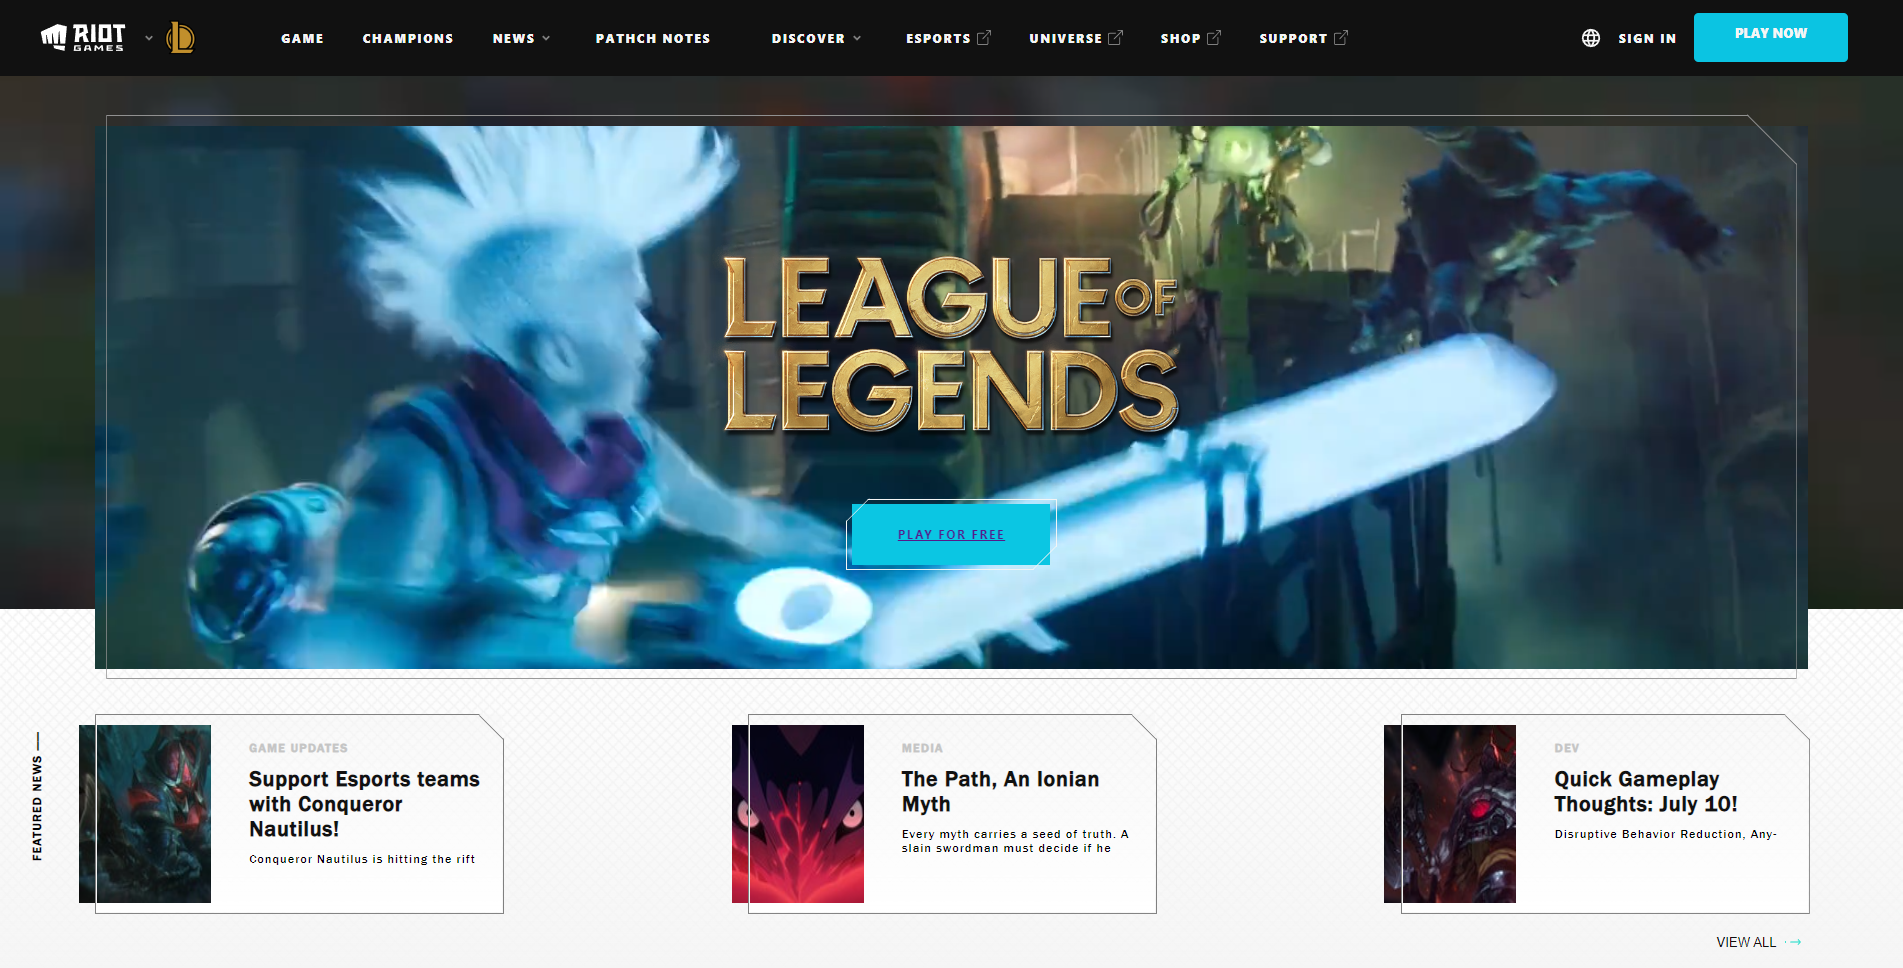 RIOT GAMES
GAME
CHAMPIONS
NEWS
PATHCH NOTES
DISCOVER
ESPORTS
UNIVERSE
SHOP
SUPPORT
SIGN IN
PLAY NOW
LEAGUE OF
LEGENDS
PLAY FOR FREE
FEATURED NEWS
GAME UPDATES
Support Esports teams
with Conqueror
Nautilus!
Conqueror Nautilus is hitting the rift
MEDIA
The Path, An Ionian
Myth
Every myth carries a seed of truth. A
slain swordman must decide if he
DEV
Quick Gameplay
Thoughts: July 10!
Disruptive Behavior Reduction, Any-
VIEW ALL